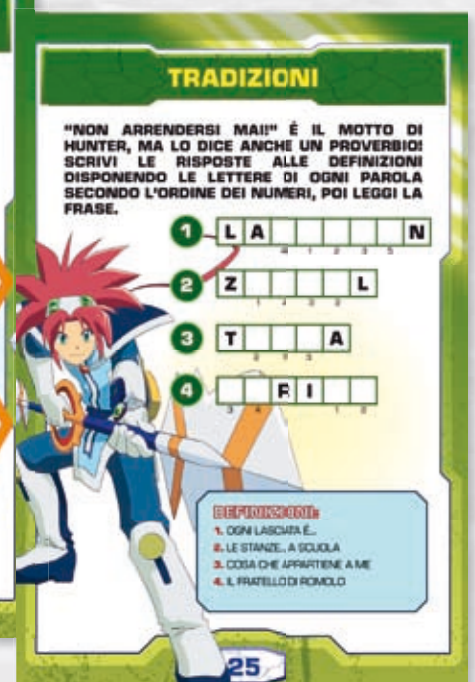 TRADIZIONI
"NON ARRENDERSI MAI!" È IL MOTTO DI
HUNTER, MA LO DICE ANCHE UN PROVERBIO!
SCRIVI LE RISPOSTE ALLE DEFINIZIONI
DISPONENDO LE LETTERE DI OGNI PAROLA
SECONDO L'ORDINE DEI NUMERI, POI LEGGI LA
FRASE.
1 L A N
2 Z L
3 T A
4 R I
DEFINIZIONI:
1. OGNI LASCIATA È...
2. LE STANZE... A SCUOLA
3. COSA CHE APPARTIENE A ME
4. IL FRATELLO DI ROMOLO
25